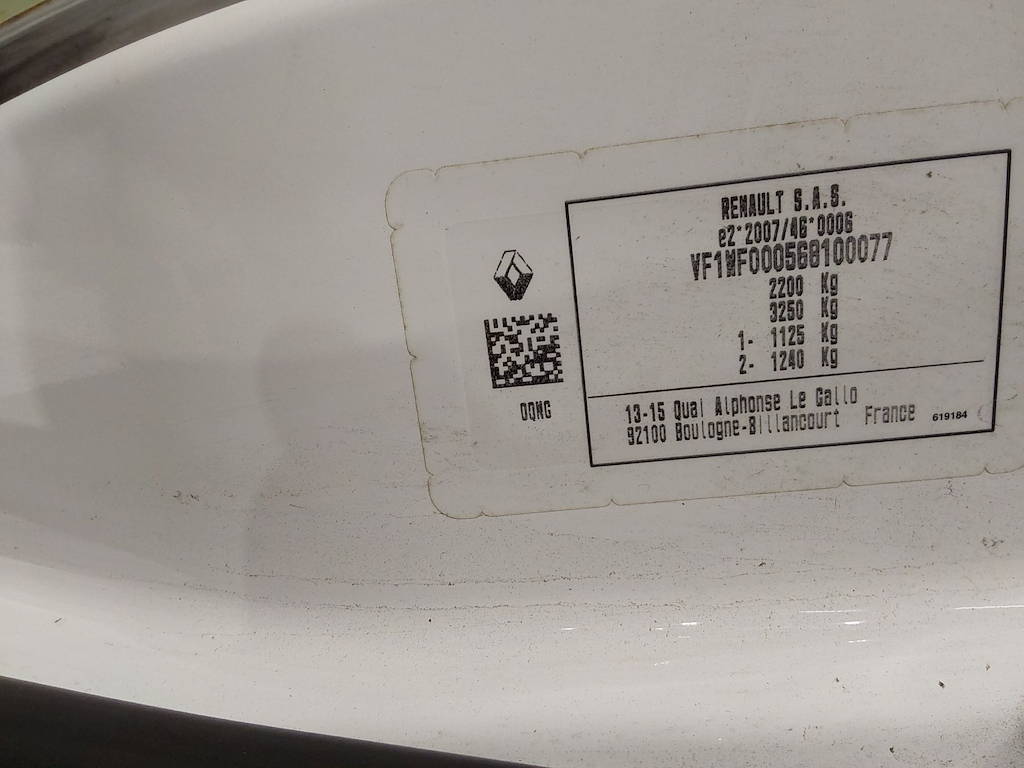 RENAULT S.A.S.
e2*2007/46*0006
VF1MF000568100077
2200 Kg
3250 Kg
1- 1125 Kg
2- 1240 Kg
OQNG
13-15 Quai Alphonse Le Gallo
92100 Boulogne-Billancourt France 619184